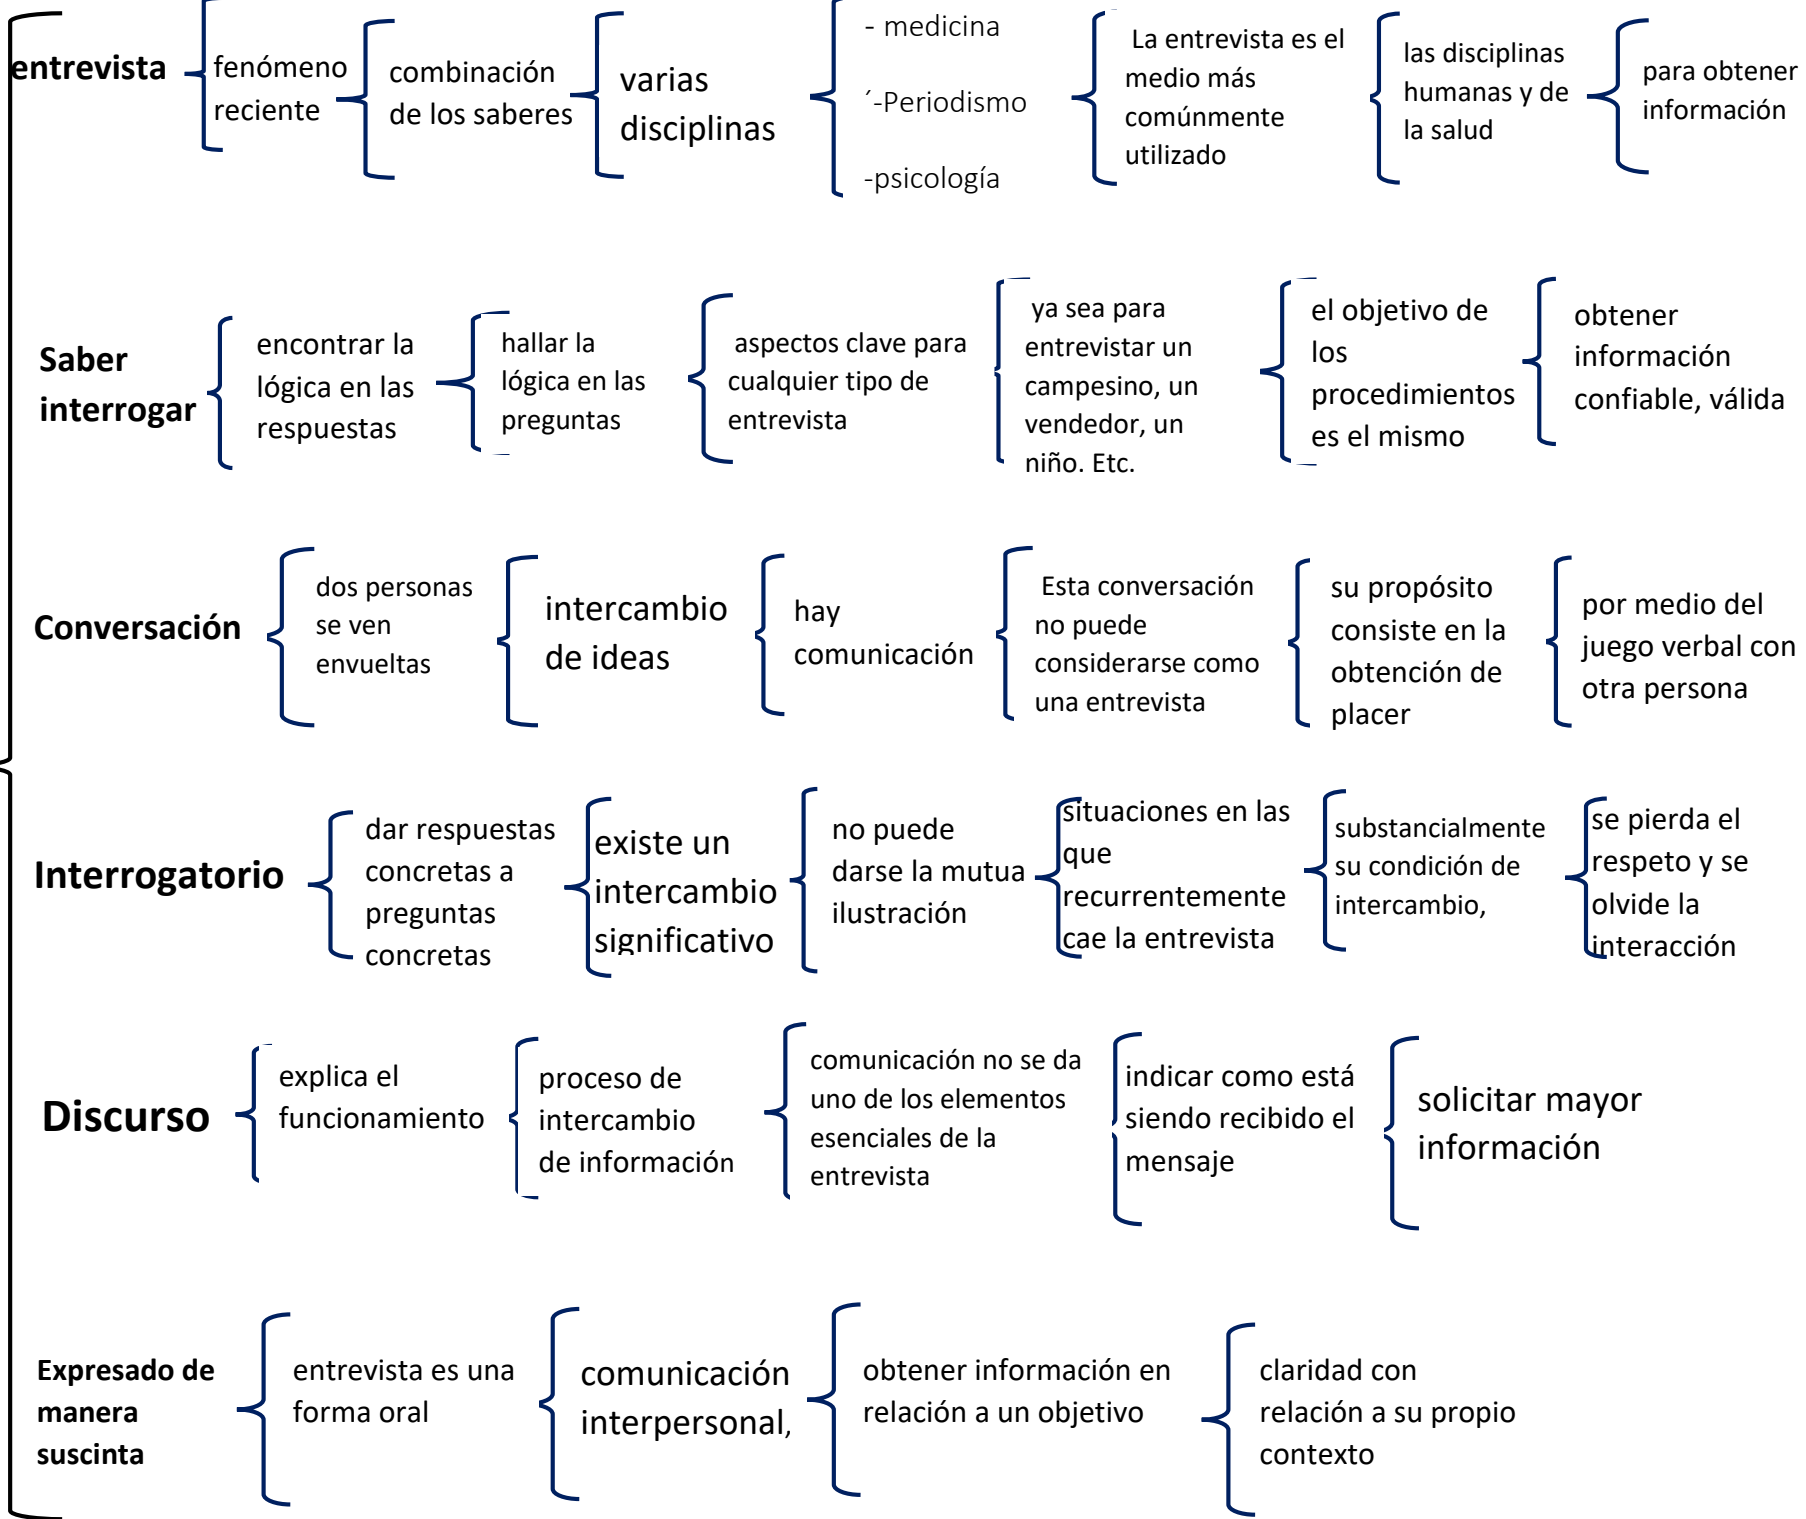 entrevista
fenómeno
reciente
combinación
de los saberes
varias
disciplinas
- medicina
´-Periodismo
-psicología
La entrevista es el
medio más
comúnmente
utilizado
las disciplinas
humanas y de
la salud
para obtener
información
Saber
interrogar
encontrar la
lógica en las
respuestas
hallar la
lógica en las
preguntas
aspectos clave para
cualquier tipo de
entrevista
ya sea para
entrevistar un
campesino, un
vendedor, un
niño. Etc.
el objetivo de
los
procedimientos
es el mismo
obtener
información
confiable, válida
Conversación
dos personas
se ven
envueltas
intercambio
de ideas
hay
comunicación
Esta conversación
no puede
considerarse como
una entrevista
su propósito
consiste en la
obtención de
placer
por medio del
juego verbal con
otra persona
Interrogatorio
dar respuestas
concretas a
preguntas
concretas
existe un
intercambio
significativo
no puede
darse la mutua
ilustración
situaciones en las
que
recurrentemente
cae la entrevista
substancialmente
su condición de
intercambio,
se pierda el
respeto y se
olvide la
interacción
Discurso
explica el
funcionamiento
proceso de
intercambio
de información
comunicación no se da
uno de los elementos
esenciales de la
entrevista
indicar como está
siendo recibido el
mensaje
solicitar mayor
información
Expresado de
manera
suscinta
entrevista es una
forma oral
comunicación
interpersonal,
obtener información en
relación a un objetivo
claridad con
relación a su propio
contexto